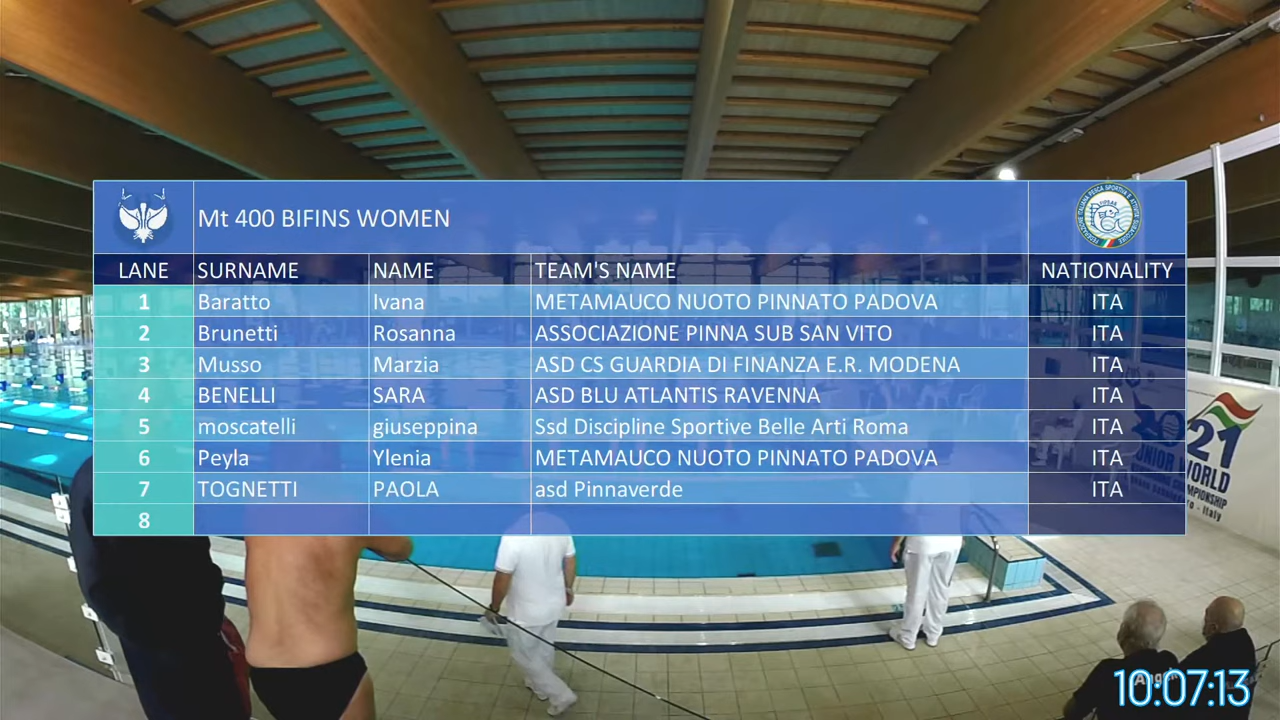 Mt 400 BIFINS WOMEN
LANE SURNAME NAME TEAM'S NAME NATIONALITY
1 Baratto Ivana METAMAUCO NUOTO PINNATO PADOVA ITA
2 Brunetti Rosanna ASSOCIAZIONE PINNA SUB SAN VITO ITA
3 Musso Marzia ASD CS GUARDIA DI FINANZA E.R. MODENA ITA
4 BENELLI SARA ASD BLU ATLANTIS RAVENNA ITA
5 moscatelli giuseppina Ssd Discipline Sportive Belle Arti Roma ITA
6 Peyla Ylenia METAMAUCO NUOTO PINNATO PADOVA ITA
7 TOGNETTI PAOLA asd Pinnaverde ITA
8
21
WORLD
10:07:13